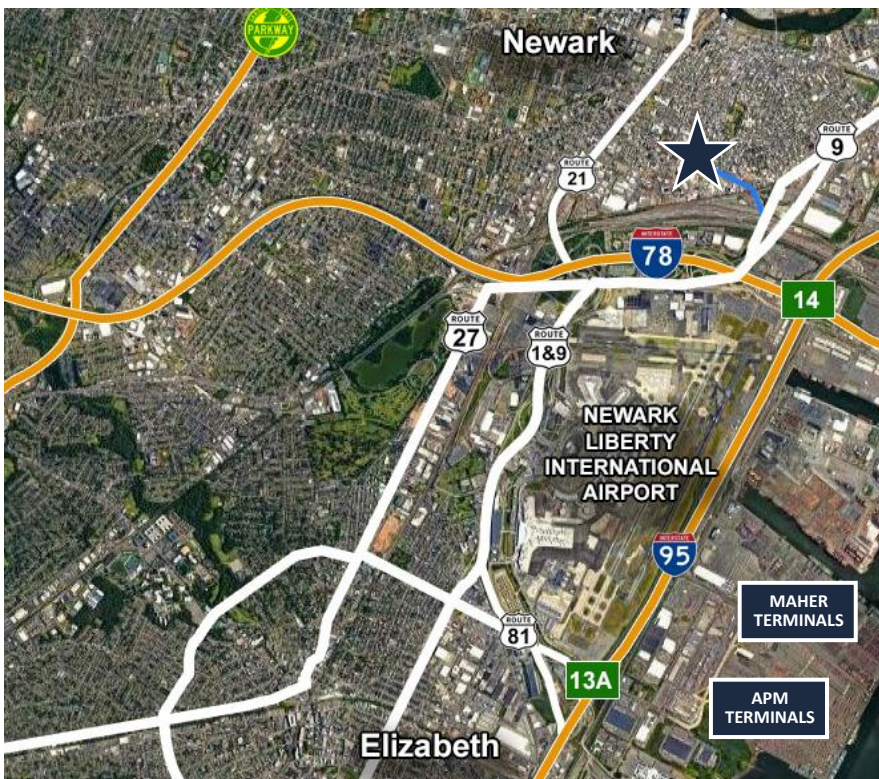 PARKWAY
Newark
ROUTE
9
ROUTE
21
INTERSTATE
78
14
ROUTE
27
ROUTE
1&9
NEWARK
LIBERTY
INTERNATIONAL
AIRPORT
INTERSTATE
95
MAHER
TERMINALS
ROUTE
81
13A
APM
TERMINALS
Elizabeth